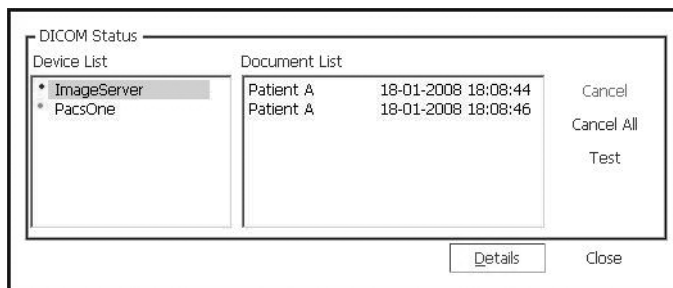 DICOM Status
Device List Document List
* ImageServer
* PacsOne
Patient A 18-01-2008 18:08:44
Patient A 18-01-2008 18:08:46
Cancel
Cancel All
Test
Details Close